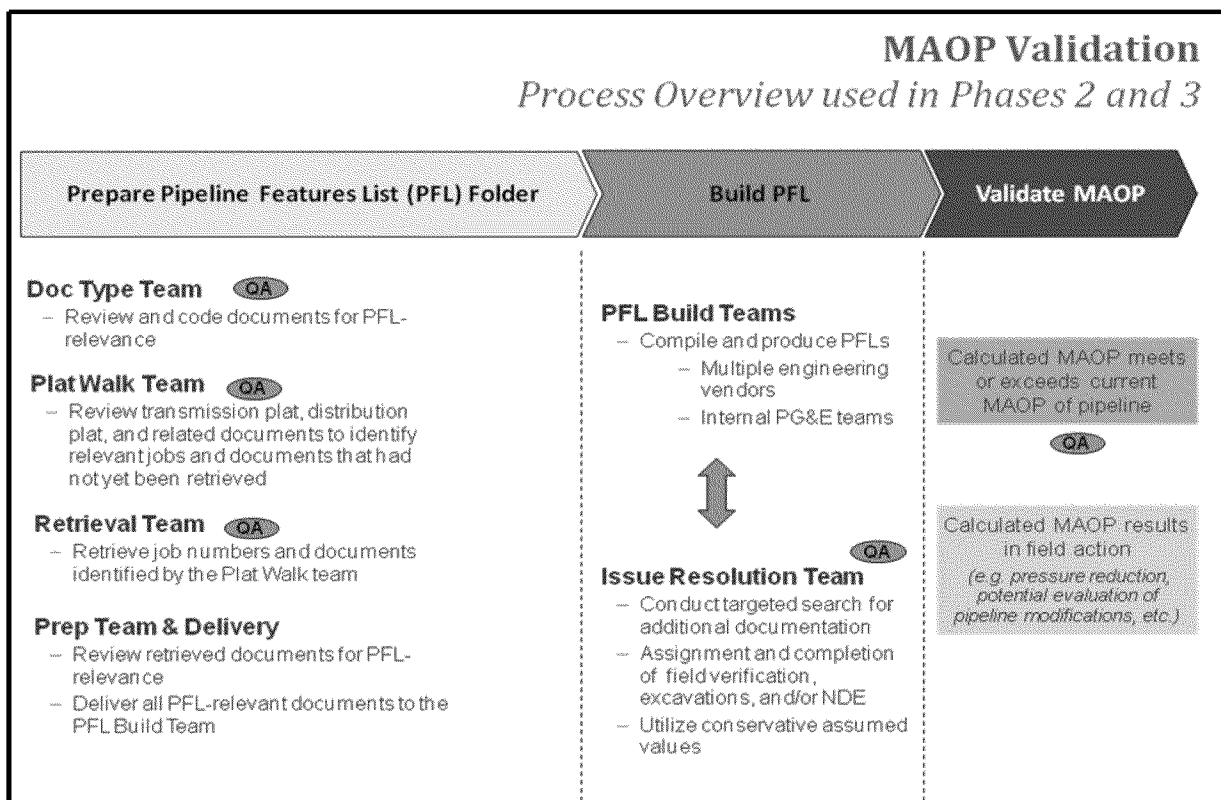 MAOP Validation
Process Overview used in Phases 2 and 3
Prepare Pipeline Features List (PFL) Folder
Build PFL
Validate MAOP
Doc Type Team QA
– Review and code documents for PFL-
relevance
Plat Walk Team QA
– Review transmission plat, distribution
plat, and related documents to identify
relevant jobs and documents that had
not yet been retrieved
Retrieval Team QA
– Retrieve job numbers and documents
identified by the Plat Walk team
Prep Team & Delivery
– Review retrieved documents for PFL-
relevance
– Deliver all PFL-relevant documents to the
PFL Build Team
PFL Build Teams
– Compile and produce PFLs
– Multiple engineering
vendors
– Internal PG&E teams
QA
Issue Resolution Team
– Conduct targeted search for
additional documentation
– Assignment and completion
of field verification,
excavations, and/or NDE
– Utilize conservative assumed
values
Calculated MAOP meets
or exceeds current
MAOP of pipeline
QA
Calculated MAOP results
in field action
(e.g. pressure reduction,
potential evaluation of
pipeline modifications, etc.)